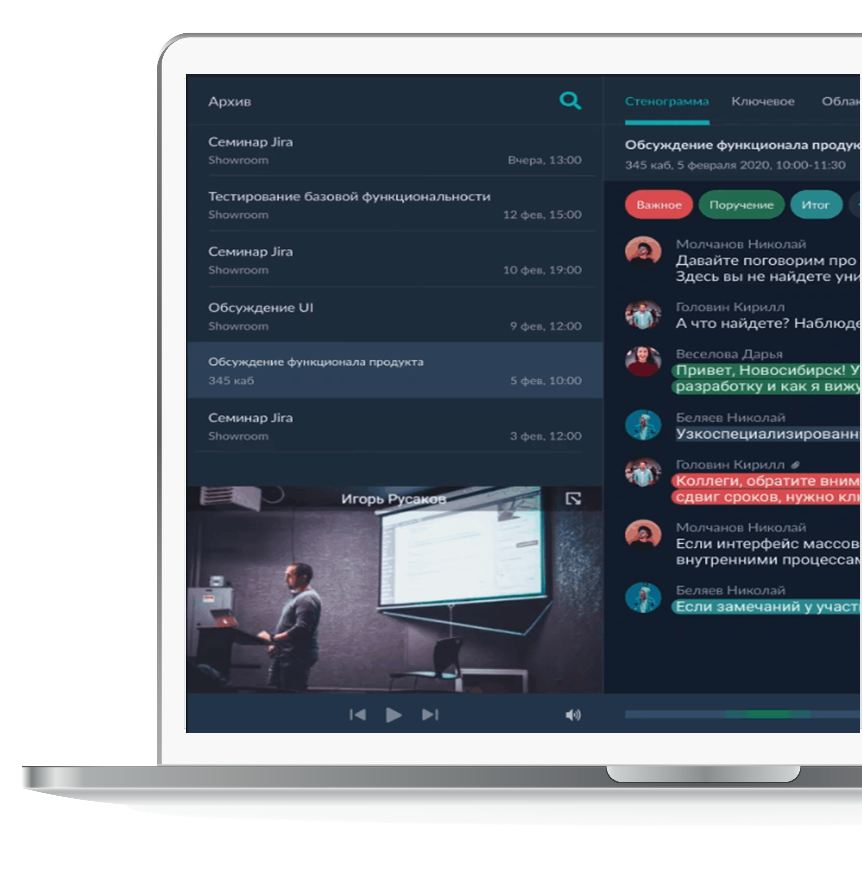 Архив
Семинар Jira
Showroom
Вчера, 13:00
Тестирование базовой функциональности
Showroom
12 фев, 15:00
Семинар Jira
Showroom
10 фев, 19:00
Обсуждение UI
Showroom
9 фев, 12:00
Обсуждение функционала продукта
345 каб
5 фев, 10:00
Семинар Jira
Showroom
3 фев, 12:00
Игорь Русаков
Стенограмма Ключевое Облак
Обсуждение функционала продук
345 каб, 5 февраля 2020, 10:00-11:30
Важное Поручение Итог
Молчанов Николай
Давайте поговорим про
Здесь вы не найдете уни
Головин Кирилл
А что найдете? Наблюде
Веселова Дарья
Привет, Новосибирск! У
разработку и как я вижу
Беляев Николай
Узкоспециализированн
Головин Кирилл
Коллеги, обратите вним
сдвиг сроков, нужно клю
Молчанов Николай
Если интерфейс массов
внутренними процессам
Беляев Николай
Если замечаний у участ